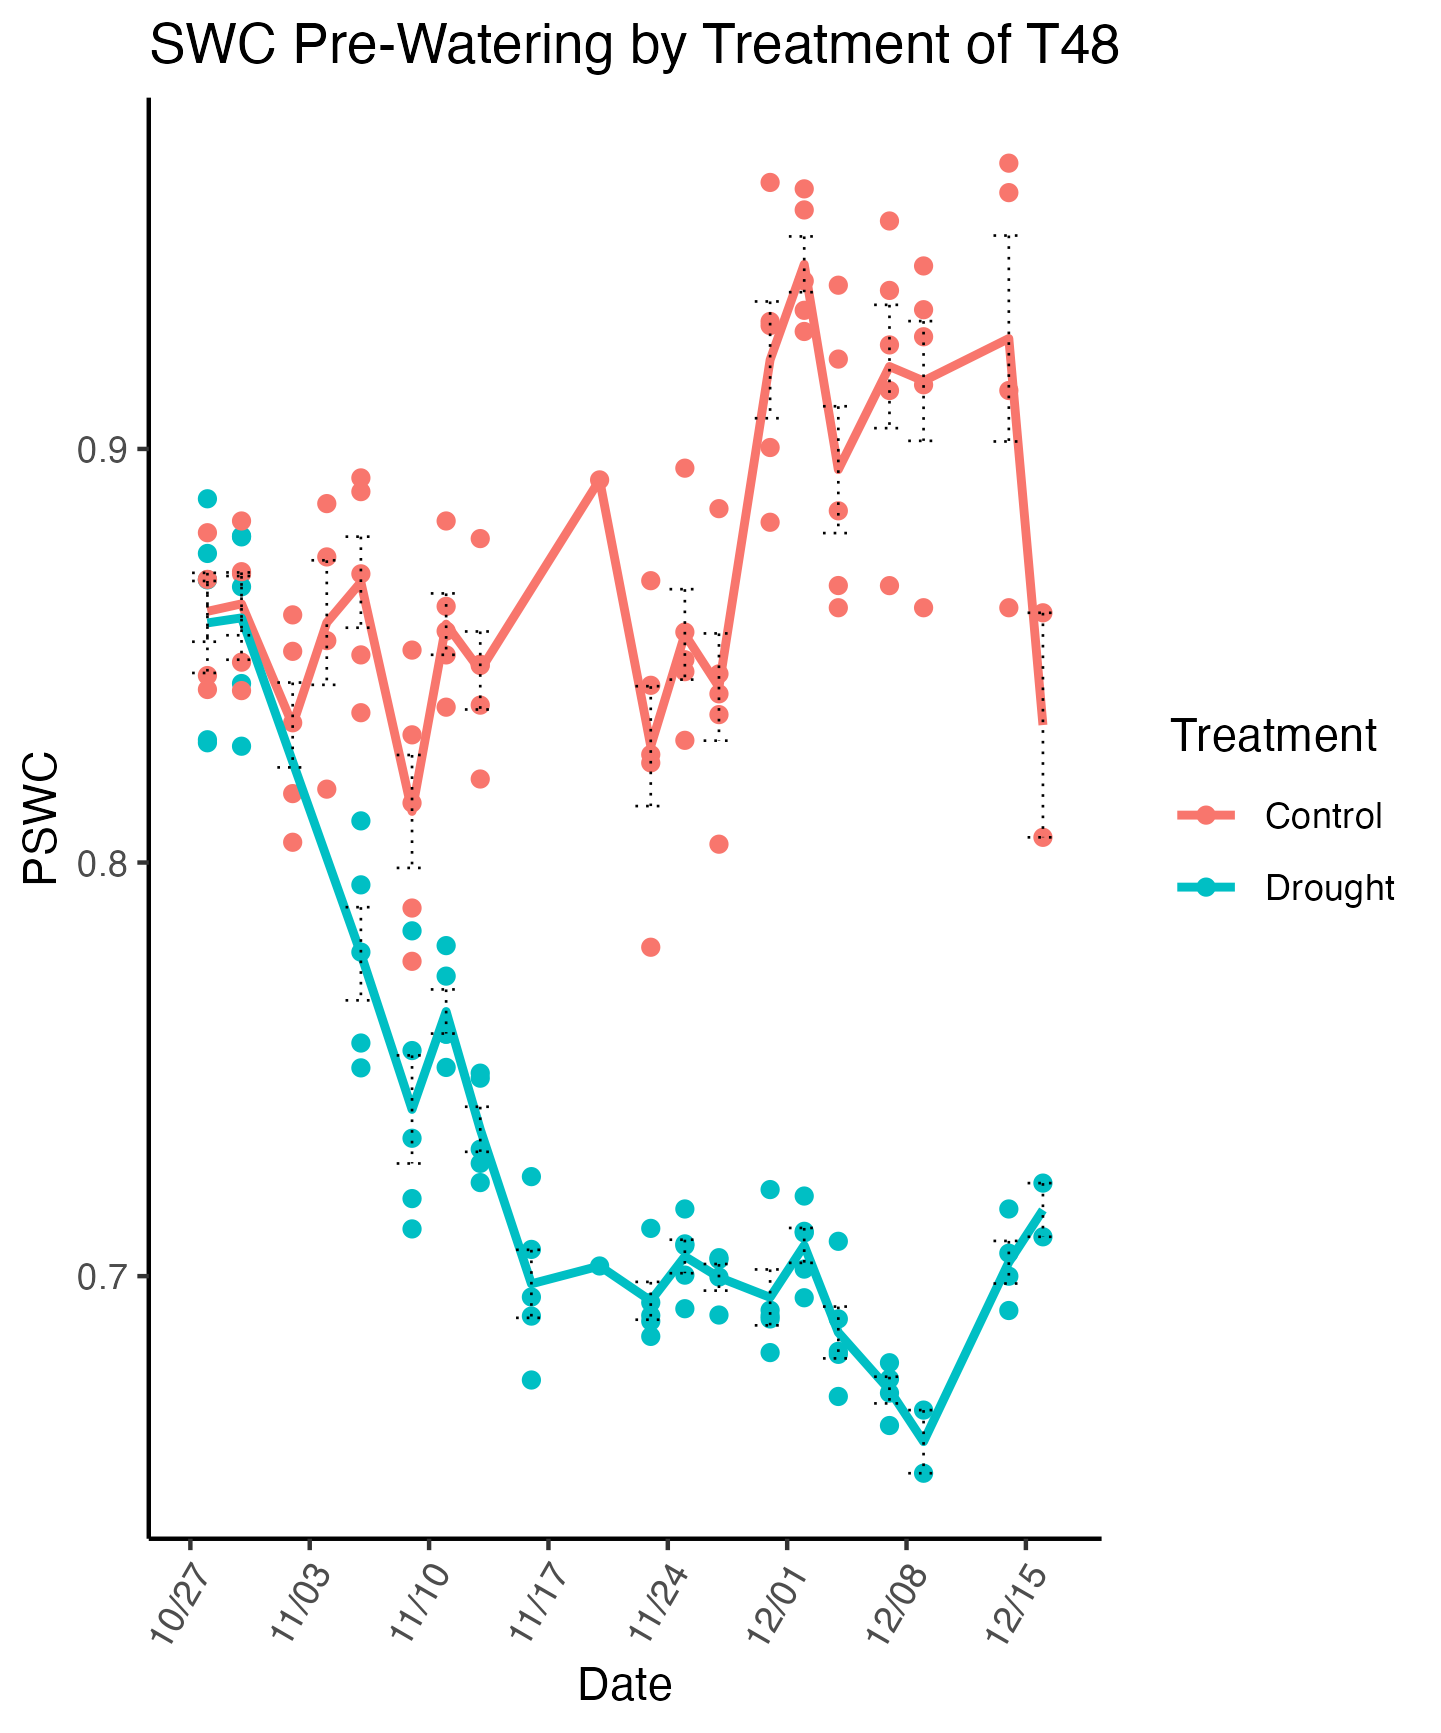 SWC Pre-Watering by Treatment of T48
PSWC
0.9
0.8
0.7
10/27
11/03
11/10
11/17
11/24
12/01
12/08
12/15
Date
Treatment
Control
Drought